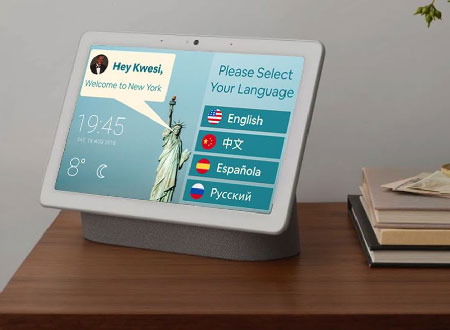 Hey Kwesi,
Welcome to New York
19:45
8°
Please Select
Your Language
English
中文
Española
Русский